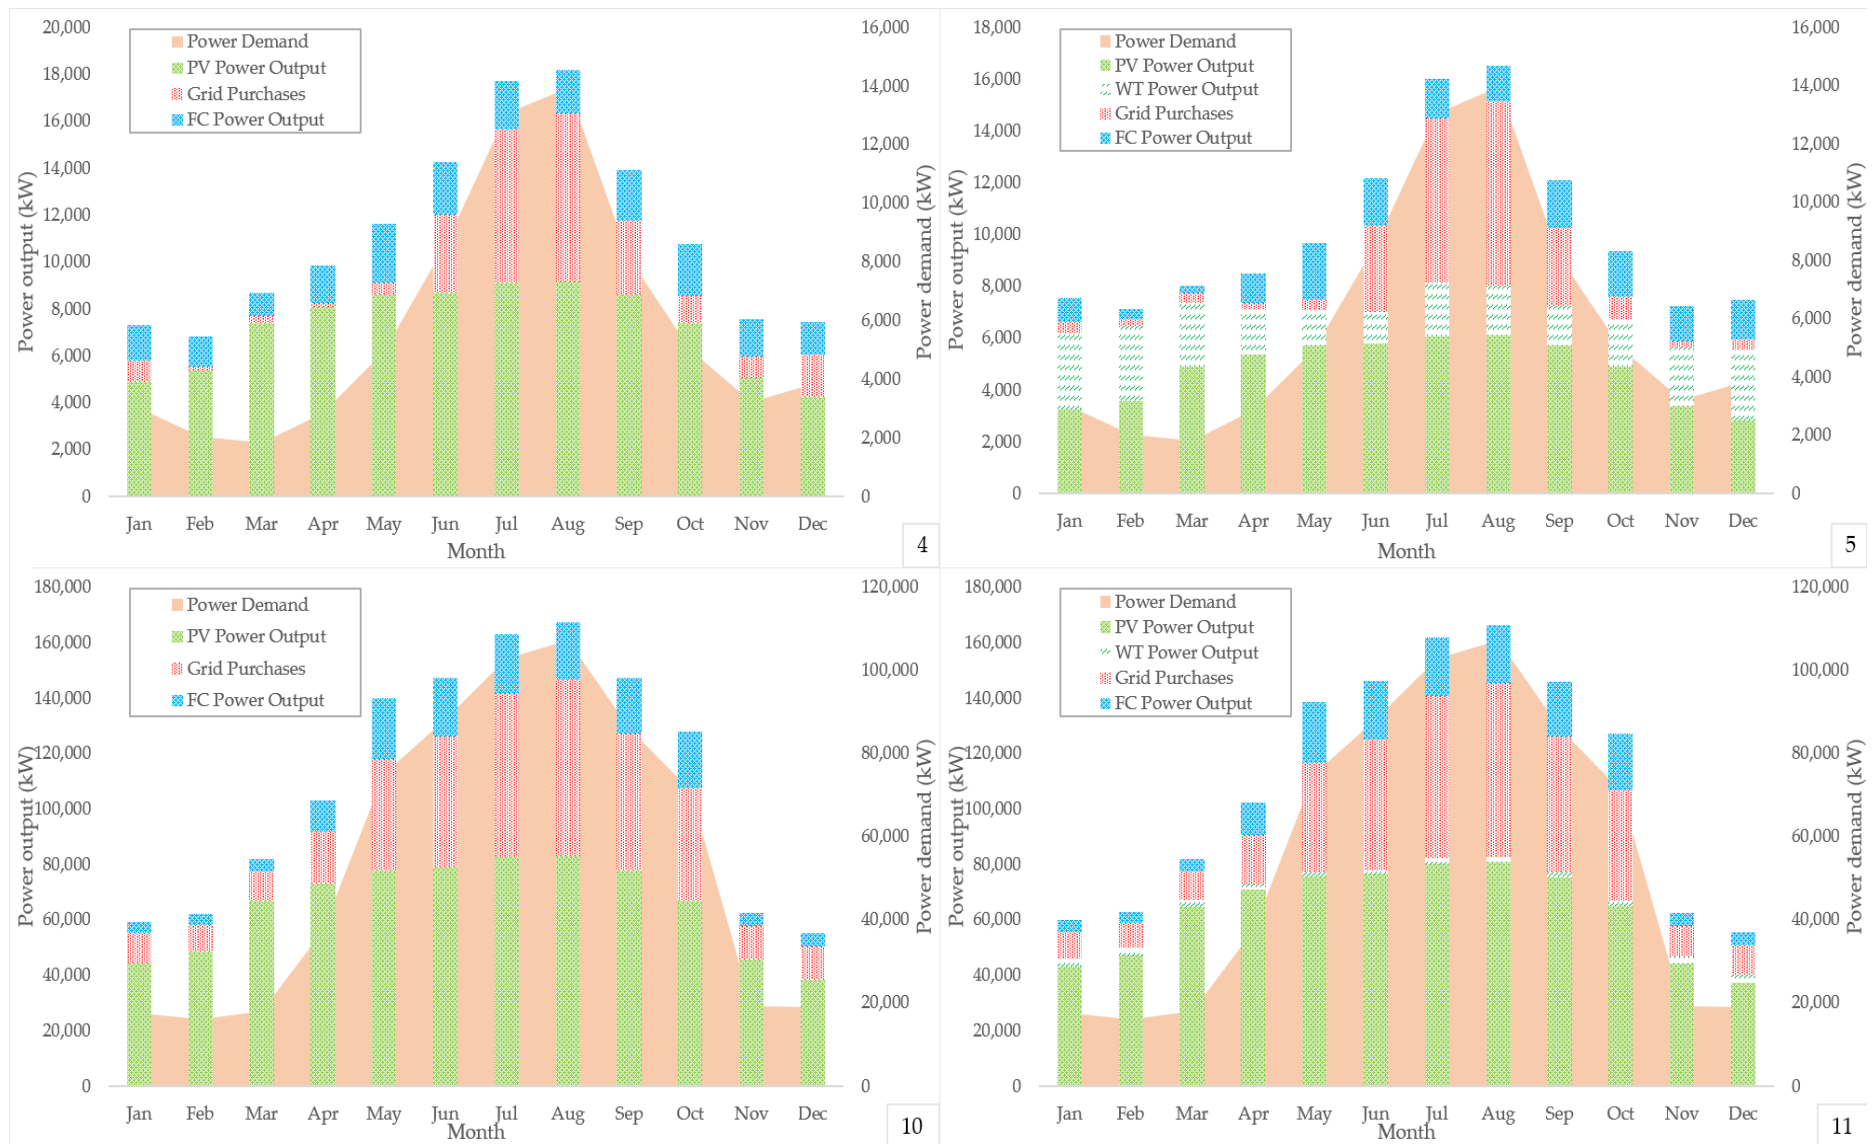 20,000
18,000
16,000
14,000
12,000
10,000
8,000
6,000
4,000
2,000
0
Power output (kW)
Power Demand
PV Power Output
Grid Purchases
FC Power Output
16,000
14,000
12,000
10,000
8,000
6,000
4,000
2,000
0
Power demand (kW)
Jan Feb Mar Apr May Jun Jul Aug Sep Oct Nov Dec
Month
4
18,000
16,000
14,000
12,000
10,000
8,000
6,000
4,000
2,000
0
Power output (kW)
Power Demand
PV Power Output
WT Power Output
Grid Purchases
FC Power Output
16,000
14,000
12,000
10,000
8,000
6,000
4,000
2,000
0
Power demand (kW)
Jan Feb Mar Apr May Jun Jul Aug Sep Oct Nov Dec
Month
5
180,000
160,000
140,000
120,000
100,000
80,000
60,000
40,000
20,000
0
Power output (kW)
Power Demand
PV Power Output
Grid Purchases
FC Power Output
120,000
100,000
80,000
60,000
40,000
20,000
0
Power demand (kW)
Jan Feb Mar Apr May Jun Jul Aug Sep Oct Nov Dec
Month
10
180,000
160,000
140,000
120,000
100,000
80,000
60,000
40,000
20,000
0
Power output (kW)
Power Demand
PV Power Output
WT Power Output
Grid Purchases
FC Power Output
120,000
100,000
80,000
60,000
40,000
20,000
0
Power demand (kW)
Jan Feb Mar Apr May Jun Jul Aug Sep Oct Nov Dec
Month
11